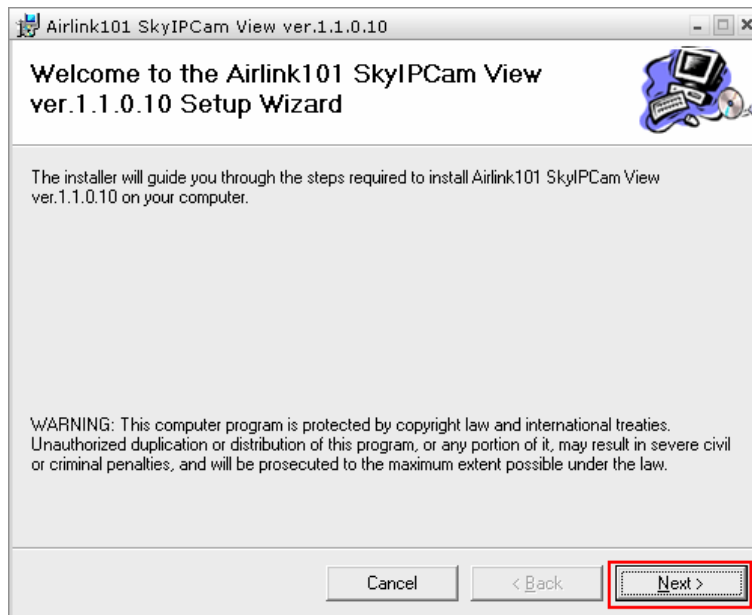 Airlink101 SkyIPCam View ver.1.1.0.10
Welcome to the Airlink101 SkyIPCam View
ver.1.1.0.10 Setup Wizard
The installer will guide you through the steps required to install Airlink101 SkyIPCam View
ver.1.1.0.10 on your computer.
WARNING: This computer program is protected by copyright law and international treaties.
Unauthorized duplication or distribution of this program, or any portion of it, may result in severe civil
or criminal penalties, and will be prosecuted to the maximum extent possible under the law.
Cancel
< Back
Next >